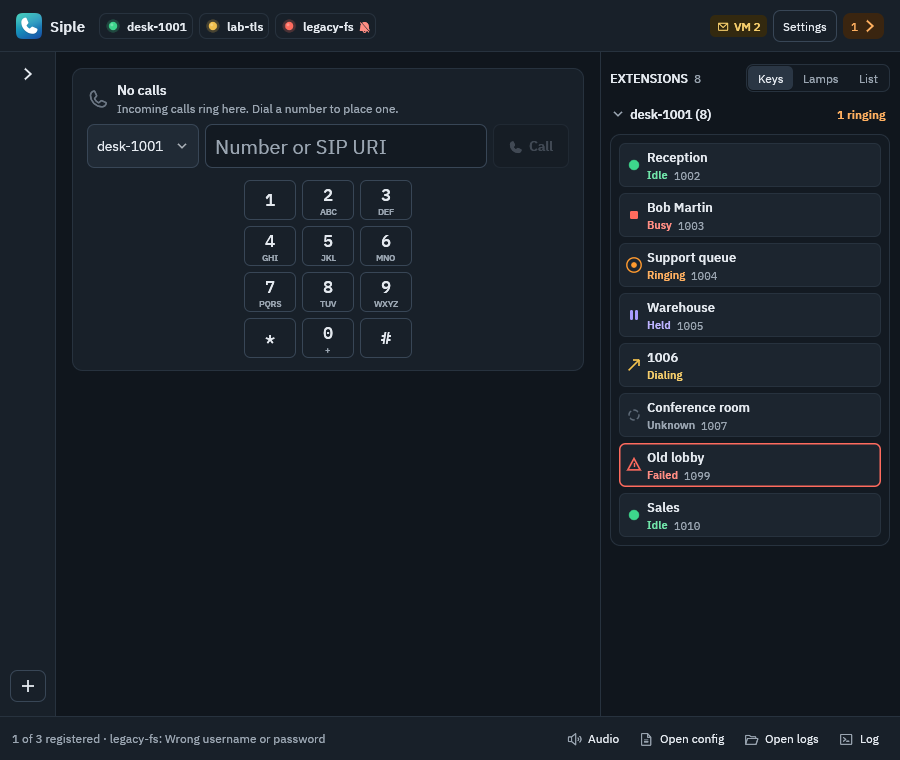 Siple
desk-1001
lab-tls
legacy-fs
VM 2
Settings
1
No calls
Incoming calls ring here. Dial a number to place one.
desk-1001
Number or SIP URI
Call
1
2
ABC
3
DEF
4
GHI
5
JKL
6
MNO
7
PQRS
8
TUV
9
WXYZ
*
0
+
#
EXTENSIONS 8
Keys
Lamps
List
desk-1001 (8)
1 ringing
Reception
Idle 1002
Bob Martin
Busy 1003
Support queue
Ringing 1004
Warehouse
Held 1005
1006
Dialing
Conference room
Unknown 1007
Old lobby
Failed 1099
Sales
Idle 1010
1 of 3 registered · legacy-fs: Wrong username or password
Audio
Open config
Open logs
Log